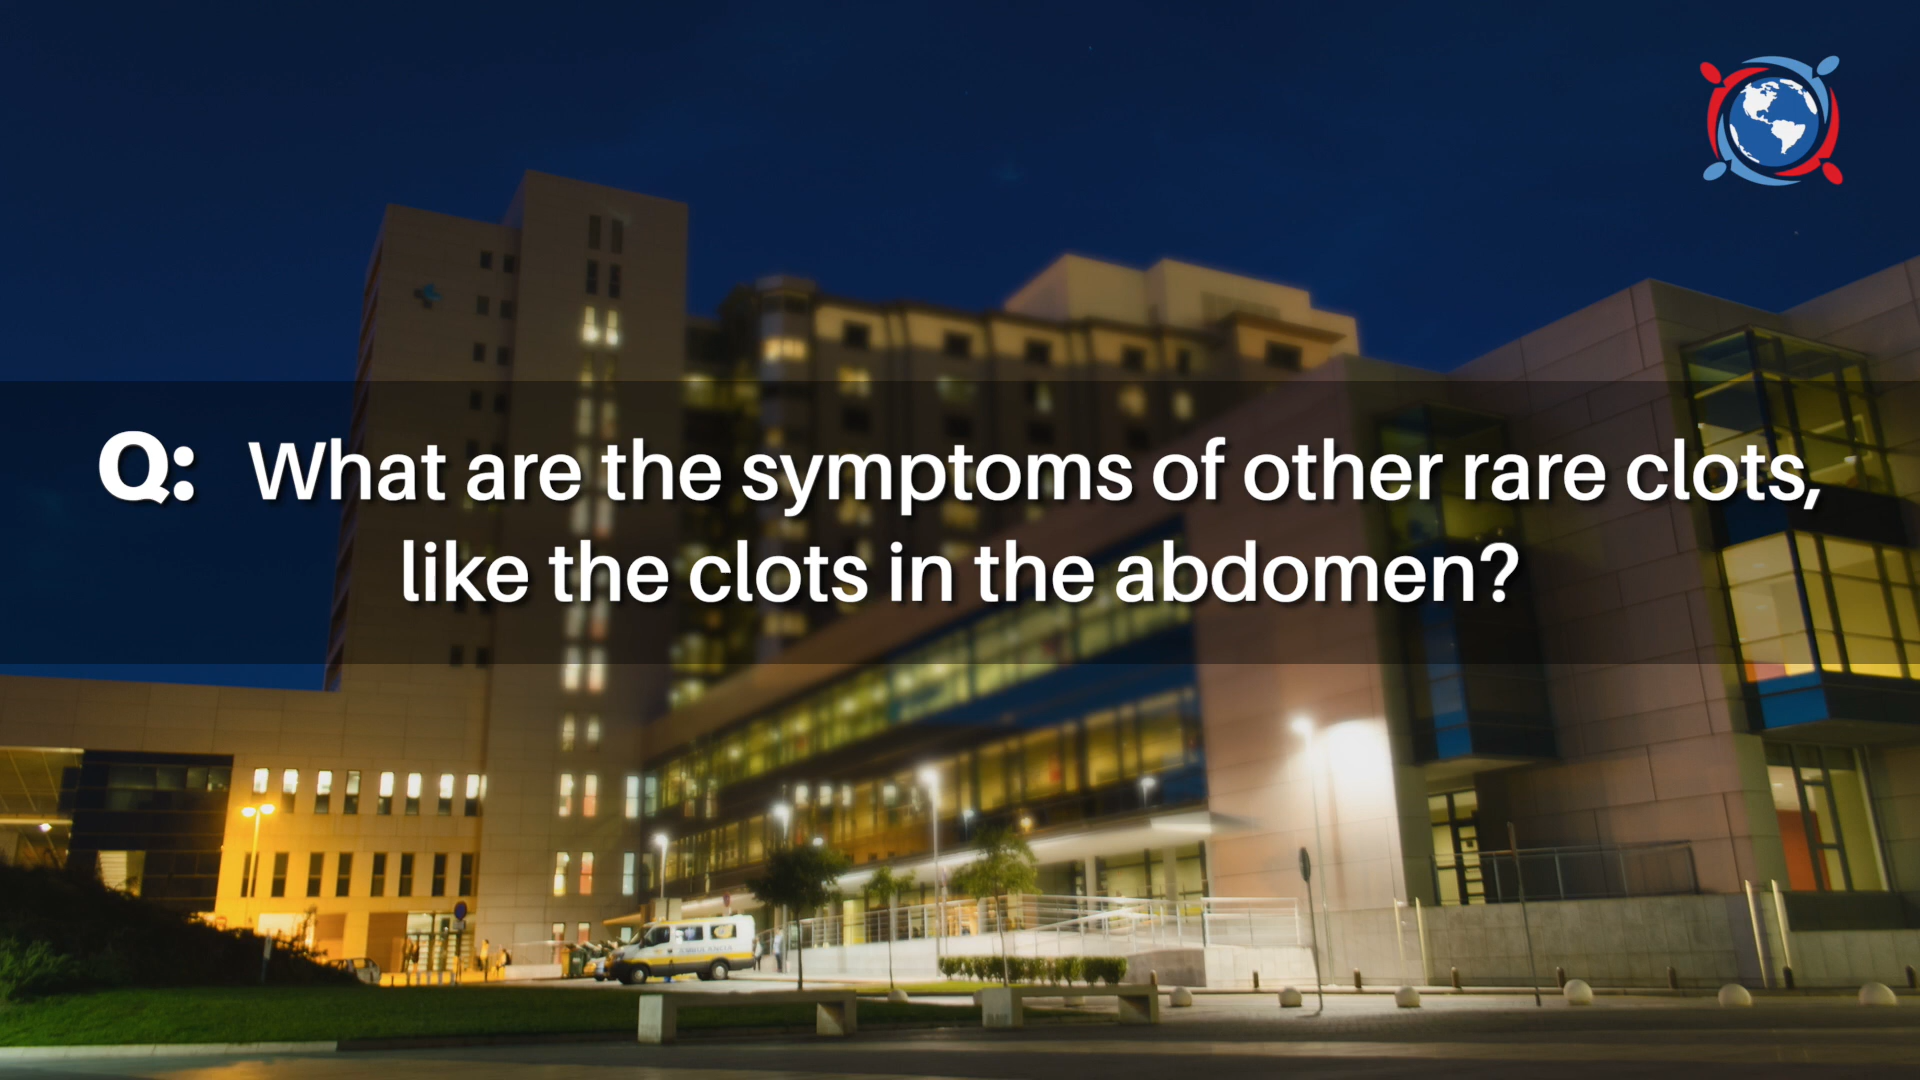 Q: What are the symptoms of other rare clots,
like the clots in the abdomen?